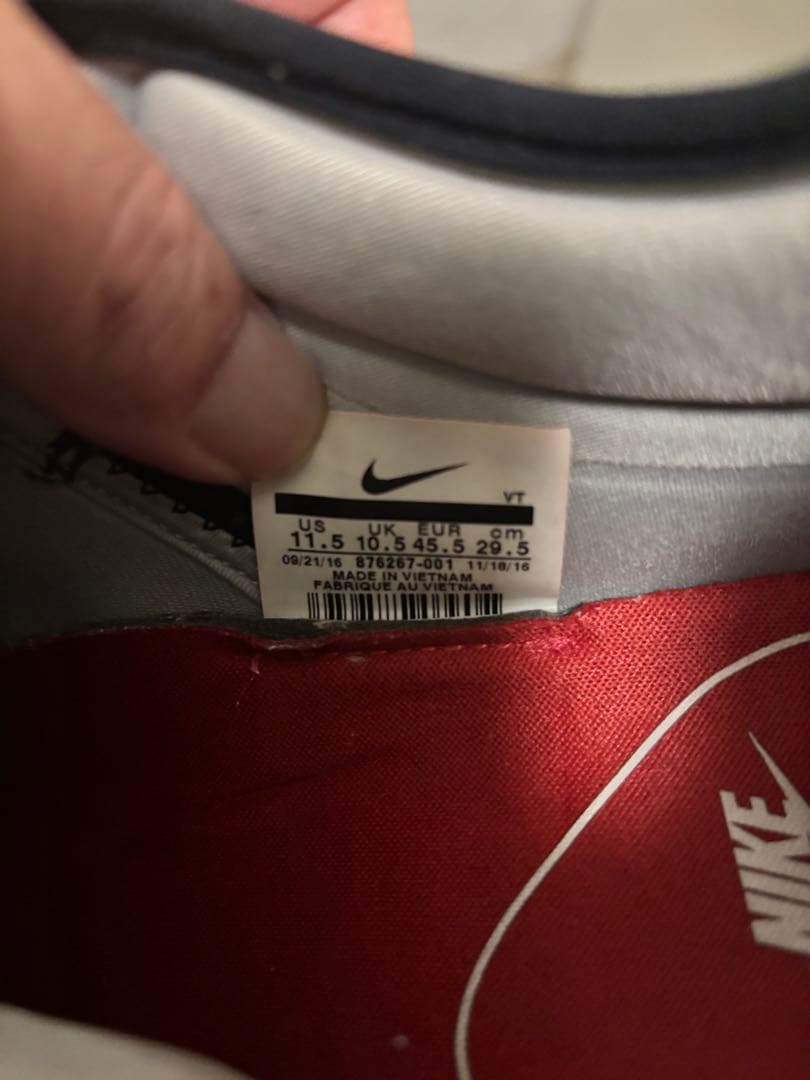 VT
US UK EUR cm
11.5 10.5 45.5 29.5
09/21/16 876267-001 11/18/16
MADE IN VIETNAM
FABRIQUE AU VIETNAM
NIKE